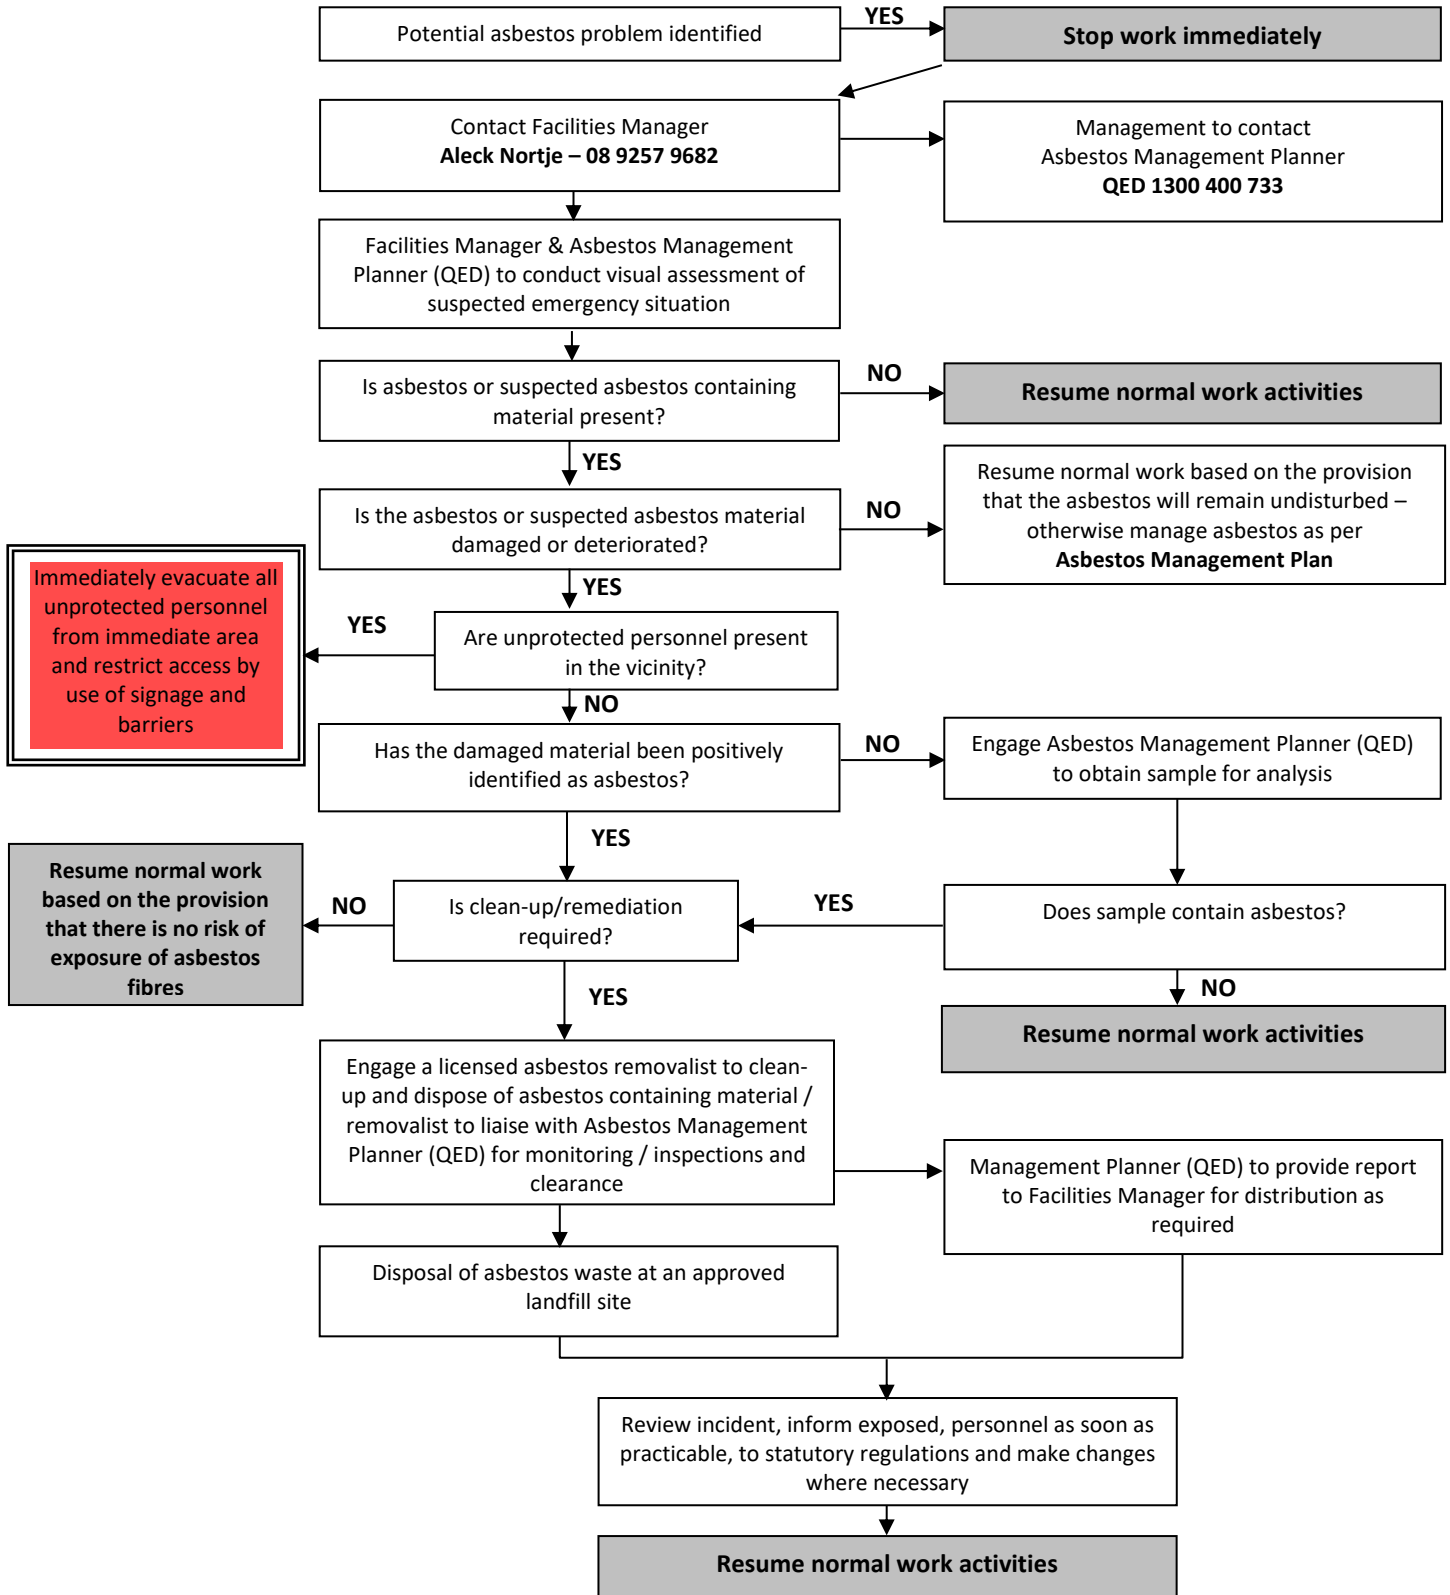 Potential asbestos problem identified
YES
Stop work immediately
Contact Facilities Manager
Aleck Nortje – 08 9257 9682
Management to contact
Asbestos Management Planner
QED 1300 400 733
Facilities Manager & Asbestos Management
Planner (QED) to conduct visual assessment of
suspected emergency situation
Is asbestos or suspected asbestos containing
material present?
NO
Resume normal work activities
YES
Is the asbestos or suspected asbestos material
damaged or deteriorated?
NO
Resume normal work based on the provision
that the asbestos will remain undisturbed –
otherwise manage asbestos as per
Asbestos Management Plan
YES
Are unprotected personnel present
in the vicinity?
YES
Immediately evacuate all
unprotected personnel
from immediate area
and restrict access by
use of signage and
barriers
NO
Has the damaged material been positively
identified as asbestos?
NO
Engage Asbestos Management Planner (QED)
to obtain sample for analysis
YES
Is clean-up/remediation
required?
NO
Resume normal work
based on the provision
that there is no risk of
exposure of asbestos
fibres
YES
Does sample contain asbestos?
NO
Resume normal work activities
YES
Engage a licensed asbestos removalist to clean-
up and dispose of asbestos containing material /
removalist to liaise with Asbestos Management
Planner (QED) for monitoring / inspections and
clearance
Management Planner (QED) to provide report
to Facilities Manager for distribution as
required
Disposal of asbestos waste at an approved
landfill site
Review incident, inform exposed, personnel as soon as
practicable, to statutory regulations and make changes
where necessary
Resume normal work activities